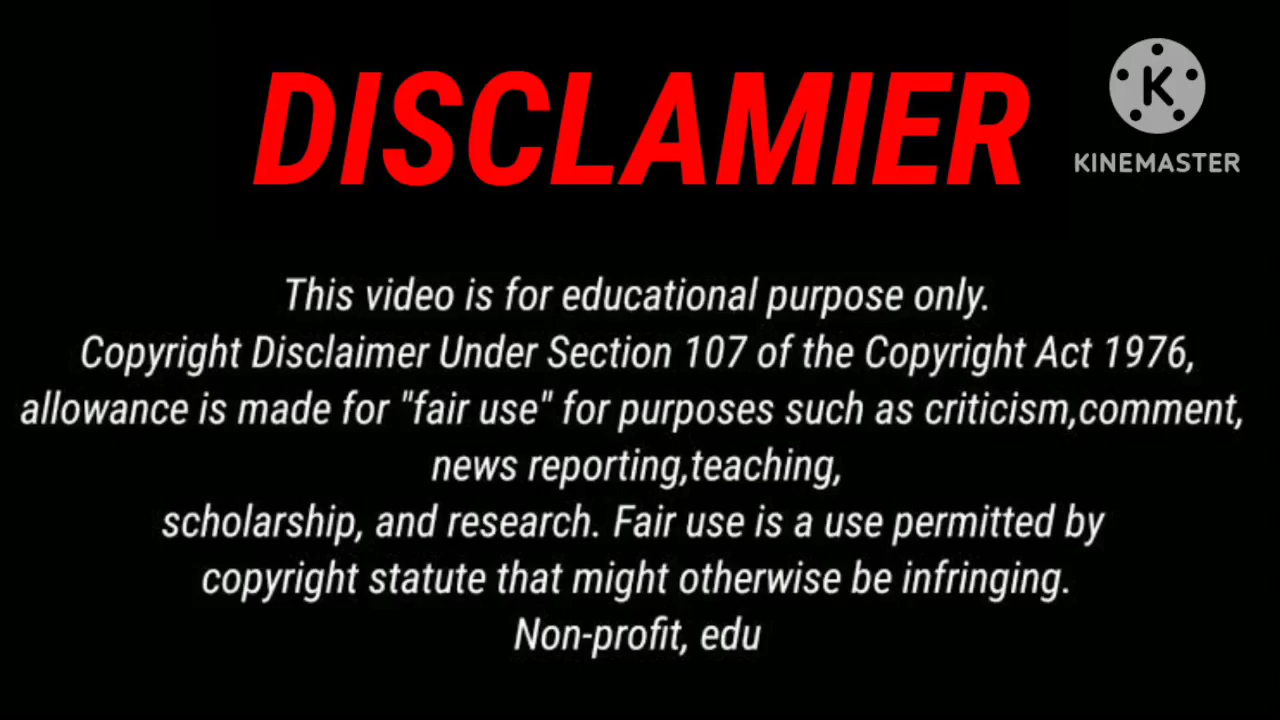 DISCLAMIER
K
KINEMASTER
This video is for educational purpose only.
Copyright Disclaimer Under Section 107 of the Copyright Act 1976,
allowance is made for "fair use" for purposes such as criticism,comment,
news reporting,teaching,
scholarship, and research. Fair use is a use permitted by
copyright statute that might otherwise be infringing.
Non-profit, edu